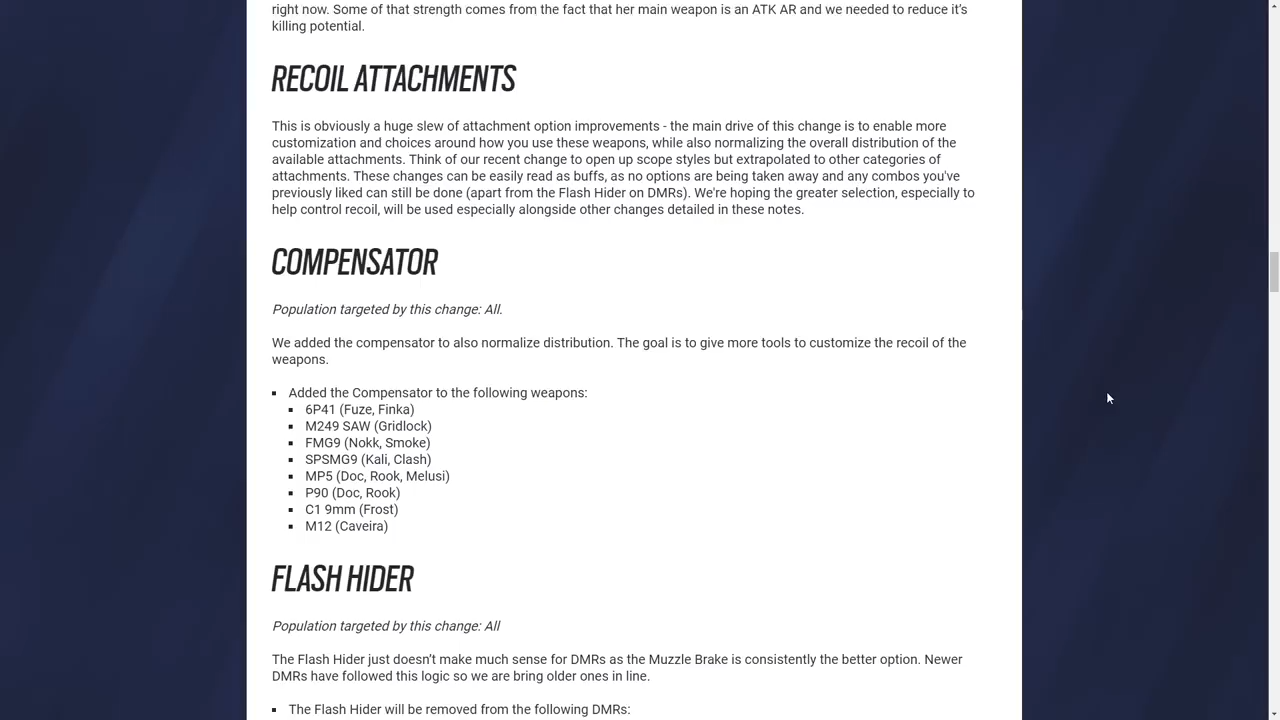 right now. Some of that strength comes from the fact that her main weapon is an ATK AR and we needed to reduce it's
killing potential.
RECOIL ATTACHMENTS
This is obviously a huge slew of attachment option improvements - the main drive of this change is to enable more
customization and choices around how you use these weapons, while also normalizing the overall distribution of the
available attachments. Think of our recent change to open up scope styles but extrapolated to other categories of
attachments. These changes can be easily read as buffs, as no options are being taken away and any combos you've
previously liked can still be done (apart from the Flash Hider on DMRs). We're hoping the greater selection, especially to
help control recoil, will be used especially alongside other changes detailed in these notes.
COMPENSATOR
Population targeted by this change: All.
We added the compensator to also normalize distribution. The goal is to give more tools to customize the recoil of the
weapons.
▪ Added the Compensator to the following weapons:
▪ 6P41 (Fuze, Finka)
▪ M249 SAW (Gridlock)
▪ FMG9 (Nokk, Smoke)
▪ SPSMG9 (Kali, Clash)
▪ MP5 (Doc, Rook, Melusi)
▪ P90 (Doc, Rook)
▪ C1 9mm (Frost)
▪ M12 (Caveira)
FLASH HIDER
Population targeted by this change: All
The Flash Hider just doesn’t make much sense for DMRs as the Muzzle Brake is consistently the better option. Newer
DMRs have followed this logic so we are bring older ones in line.
▪ The Flash Hider will be removed from the following DMRs: